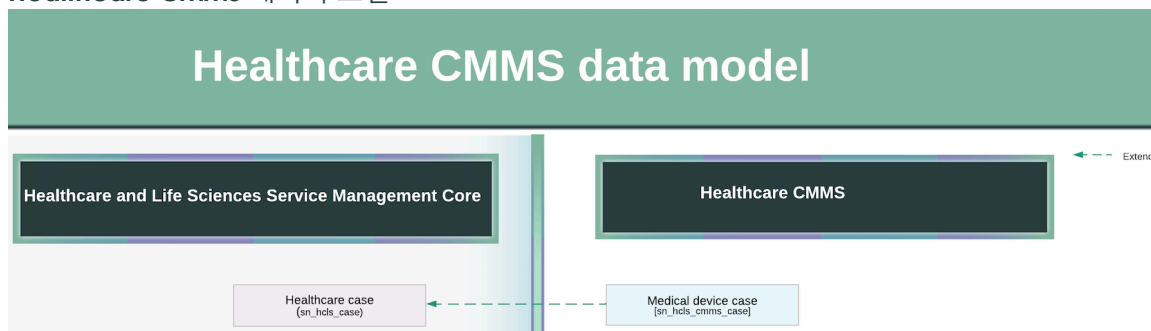 Healthcare CMMS data model
Healthcare and Life Sciences Service Management Core
Healthcare CMMS
Extend
Healthcare case
(sn_hcls_case)
Medical device case
[sn_hcls_cmms_case]